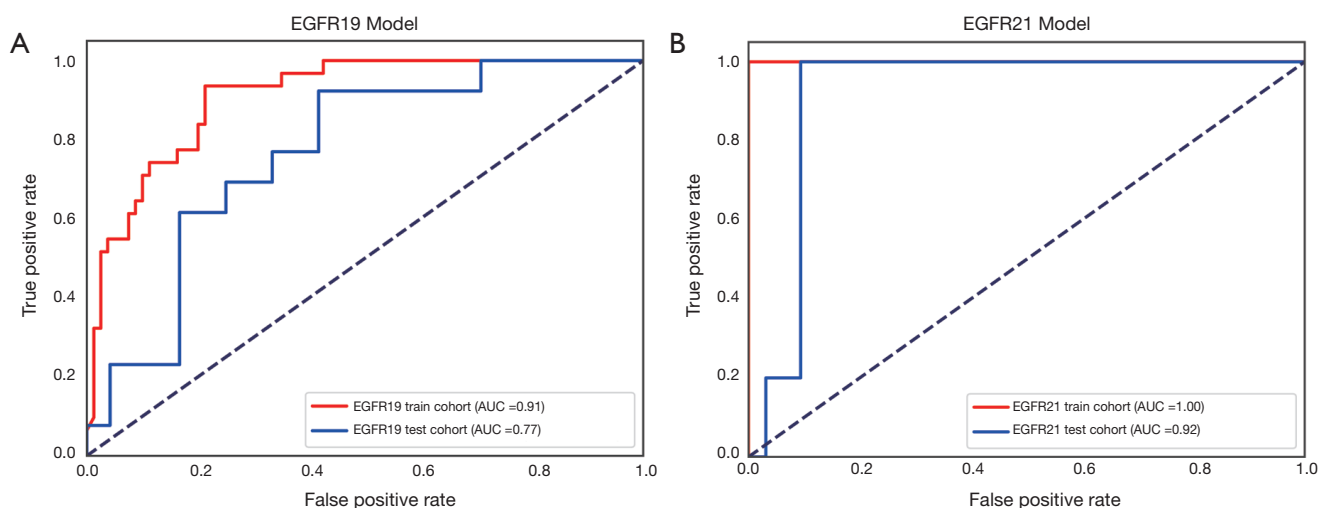 A
EGFR19 Model
True positive rate
1.0
0.8
0.6
0.4
0.2
0.0
EGFR19 train cohort (AUC =0.91)
EGFR19 test cohort (AUC =0.77)
0.0 0.2 0.4 0.6 0.8 1.0
False positive rate
B
EGFR21 Model
True positive rate
1.0
0.8
0.6
0.4
0.2
0.0
EGFR21 train cohort (AUC =1.00)
EGFR21 test cohort (AUC =0.92)
0.0 0.2 0.4 0.6 0.8 1.0
False positive rate